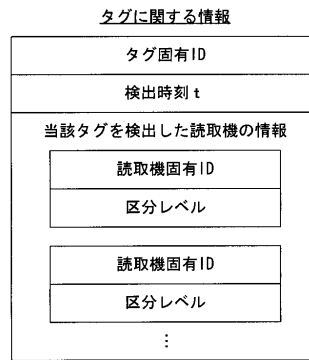 タグに関する情報
タグ固有ID
検出時刻 t
当該タグを検出した読取機の情報
読取機固有ID
区分レベル
読取機固有ID
区分レベル
⋮